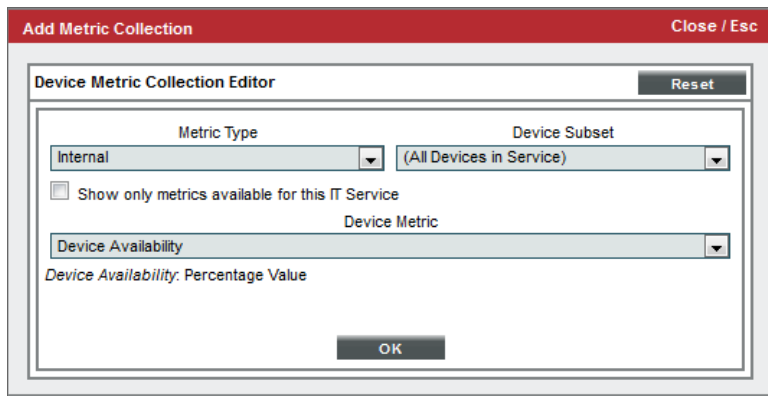 Add Metric Collection Close / Esc
Device Metric Collection Editor Reset
Metric Type Device Subset
Internal (All Devices in Service)
Show only metrics available for this IT Service
Device Metric
Device Availability
Device Availability: Percentage Value
OK